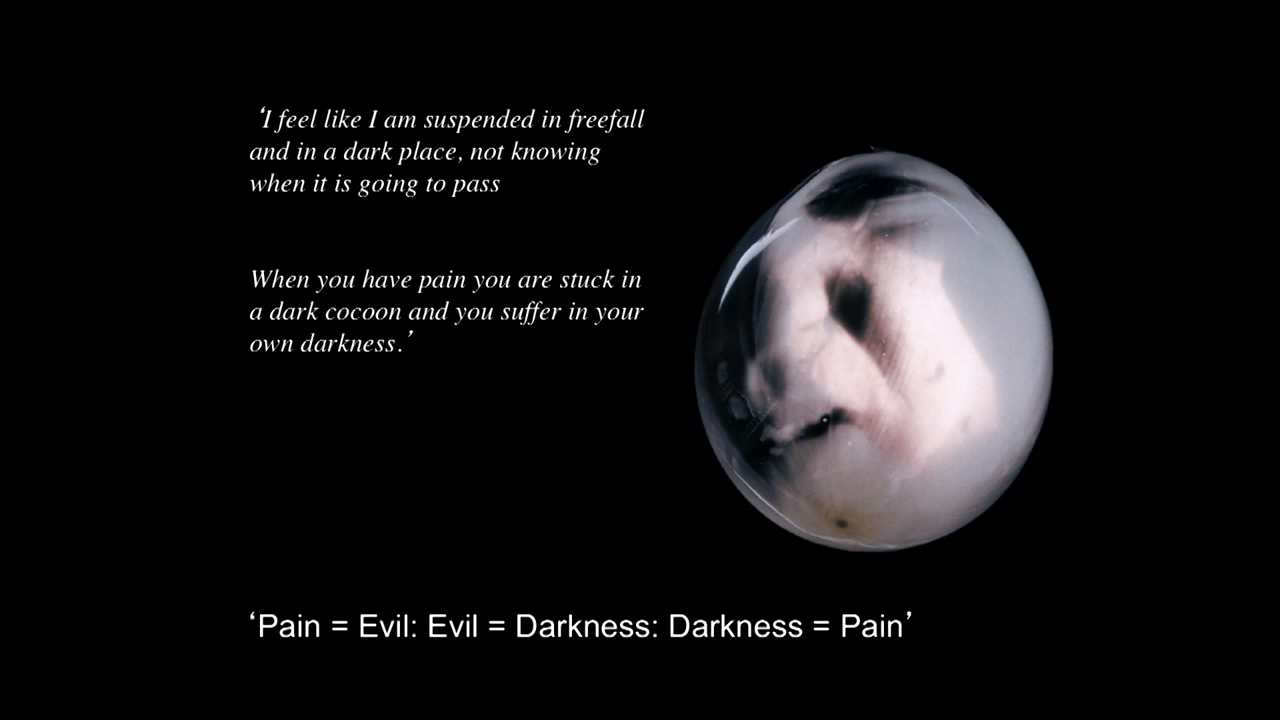 ‘I feel like I am suspended in freefall
and in a dark place, not knowing
when it is going to pass
When you have pain you are stuck in
a dark cocoon and you suffer in your
own darkness.’
‘Pain = Evil: Evil = Darkness: Darkness = Pain’